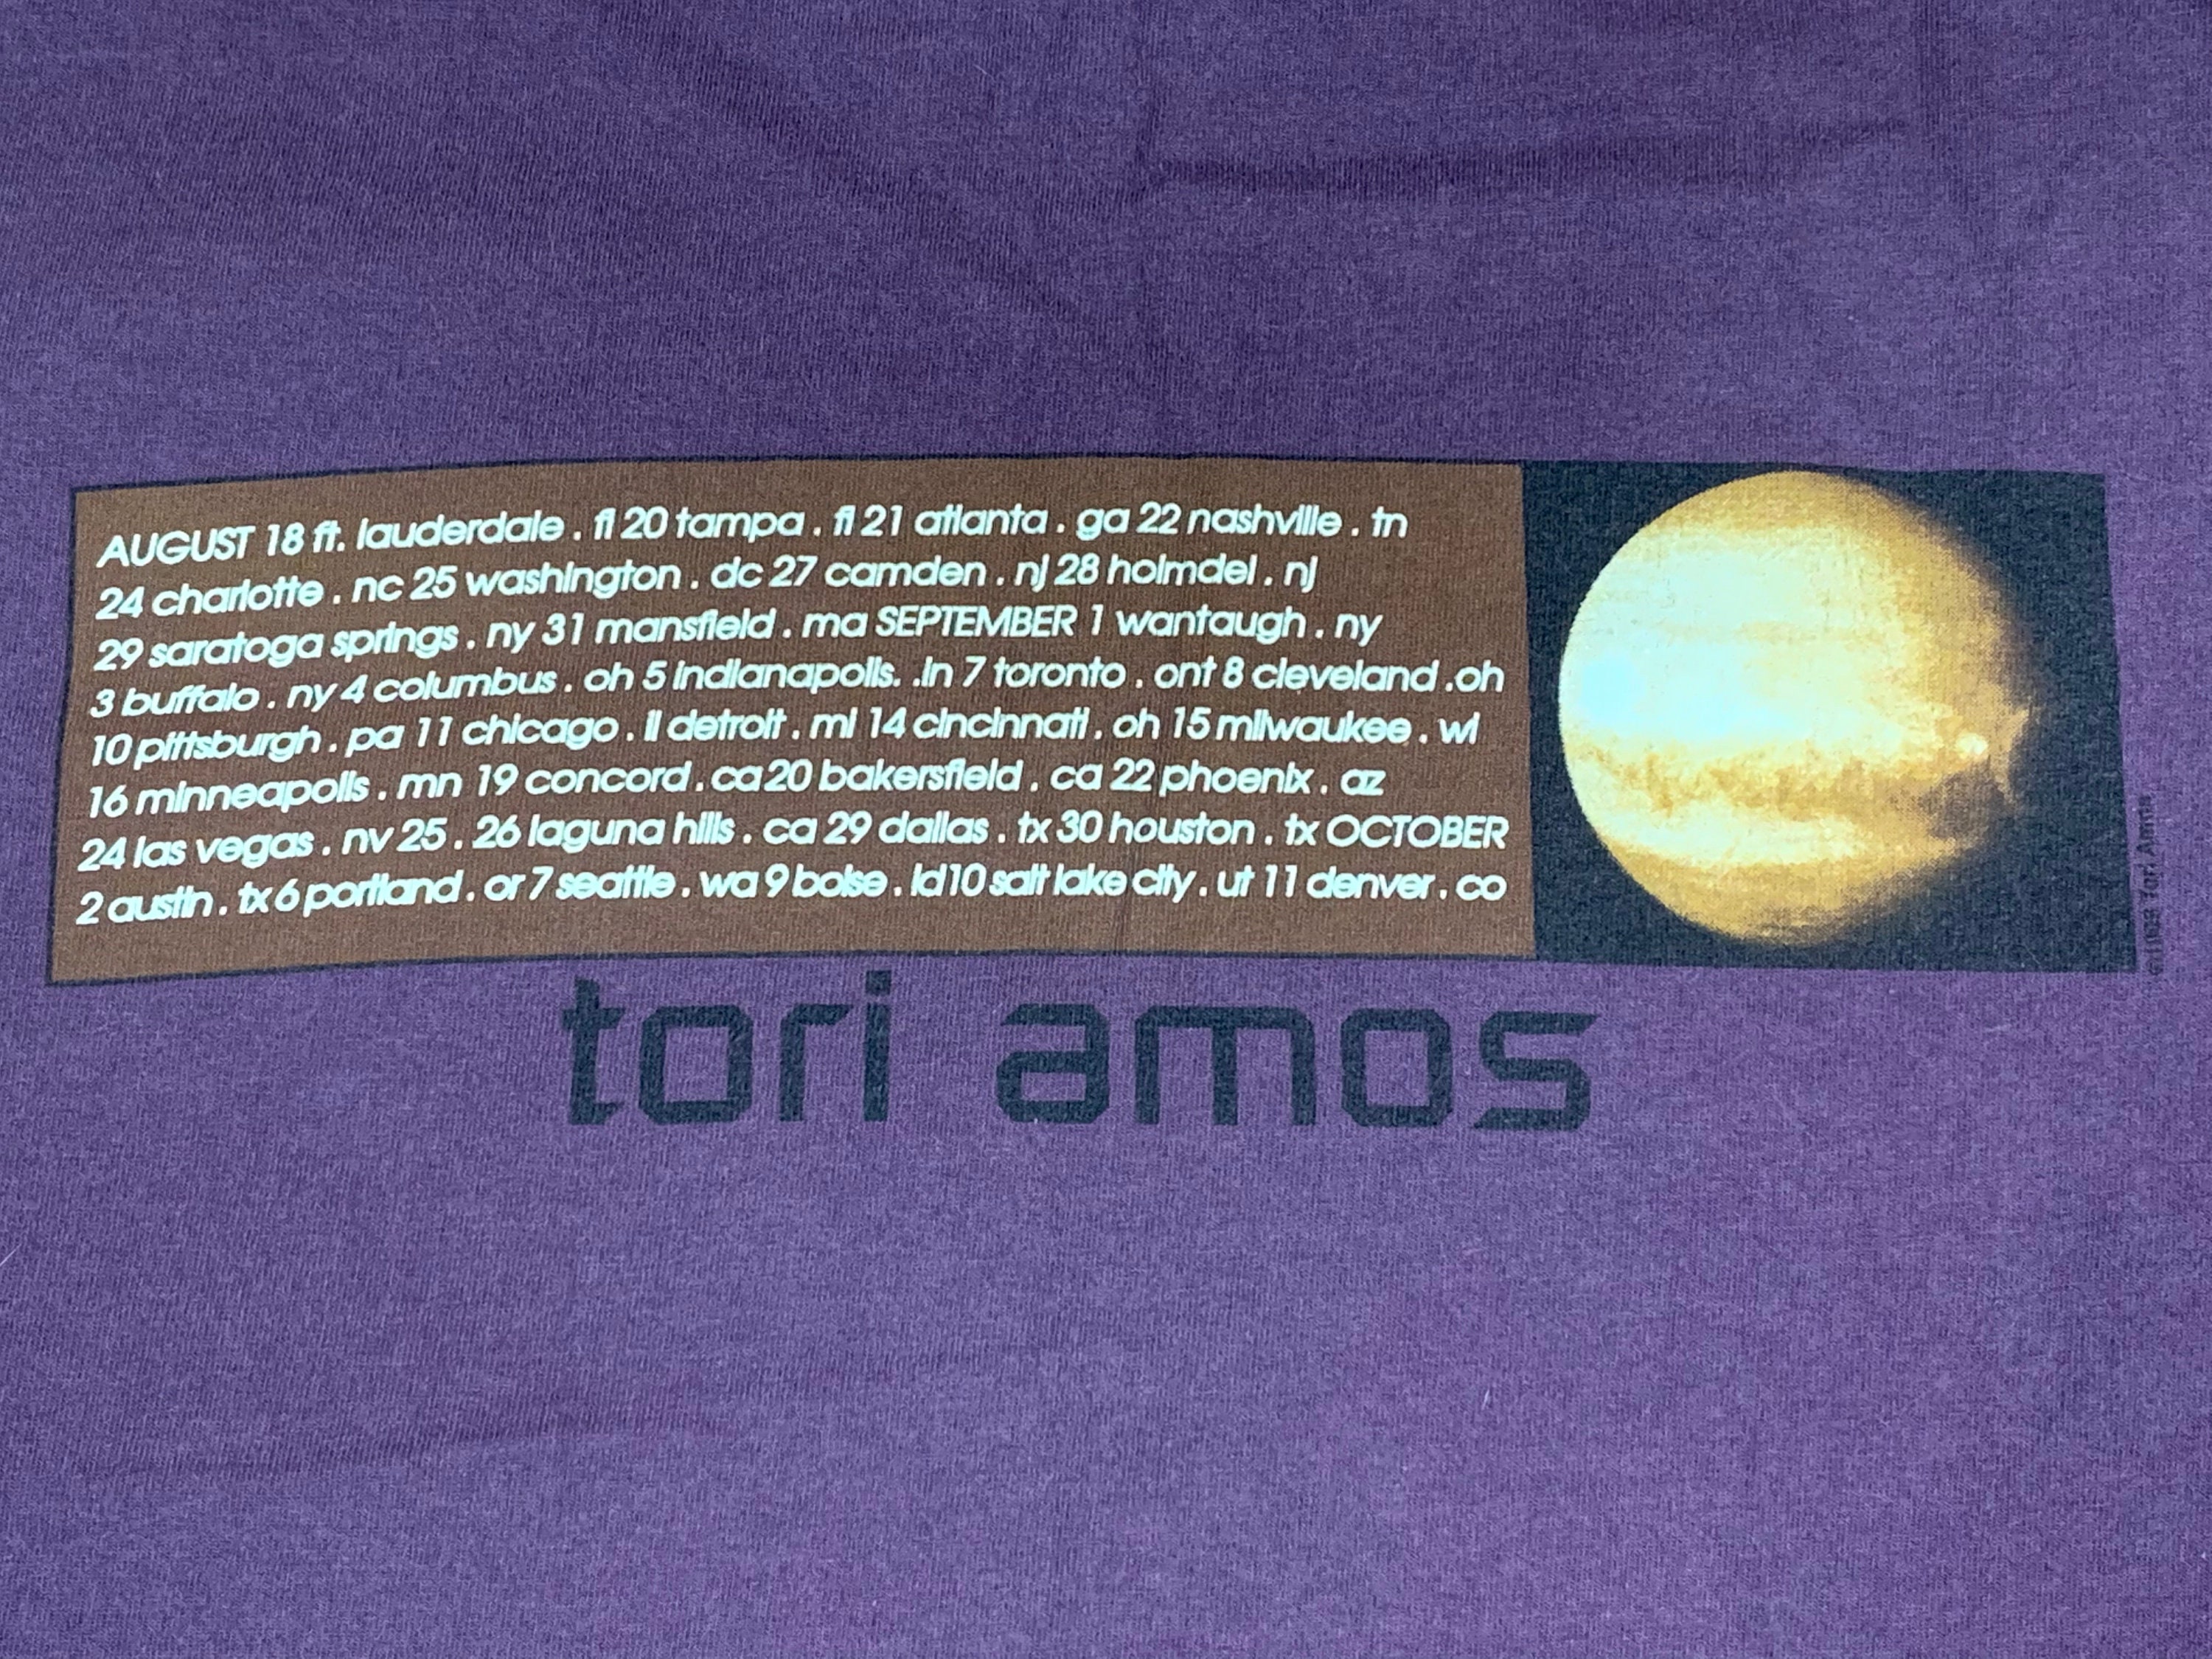 AUGUST 18 ft. lauderdale . fl 20 tampa . fl 21 atlanta . ga 22 nashville . tn
24 charlotte . nc 25 washington . dc 27 camden . nj 28 holmdel . nj
29 saratoga springs . ny 31 mansfield . ma SEPTEMBER 1 wantaugh . ny
3 buffalo . ny 4 columbus . oh 5 indianapolis. .in 7 toronto . ont 8 cleveland .oh
10 pittsburgh . pa 11 chicago . il detroit . mi 14 cincinnati . oh 15 milwaukee . wi
16 minneapolis . mn 19 concord . ca 20 bakersfield . ca 22 phoenix . az
24 las vegas . nv 25 . 26 laguna hills . ca 29 dallas . tx 30 houston . tx OCTOBER
2 austin . tx 6 portland . or 7 seattle . wa 9 boise . id 10 salt lake city . ut 11 denver . co
tori amos
Tori Amos